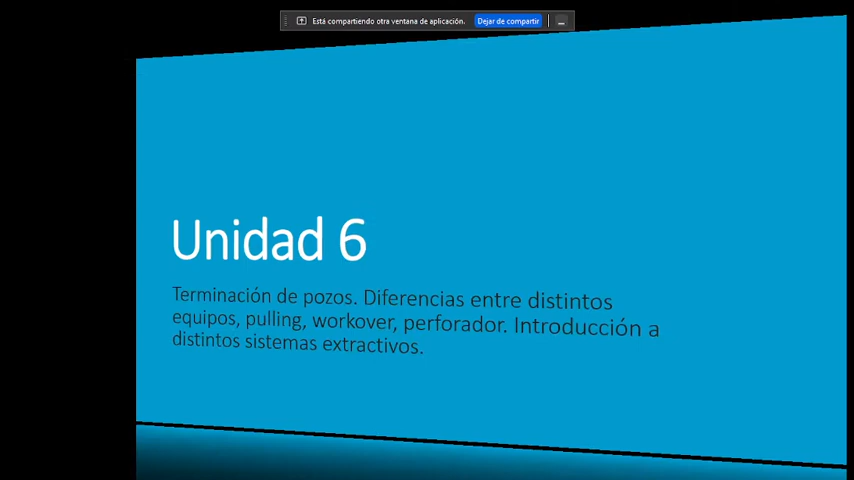 Está compartiendo otra ventana de aplicación. Dejar de compartir
Unidad 6
Terminación de pozos. Diferencias entre distintos
equipos, pulling, workover, perforador. Introducción a
distintos sistemas extractivos.